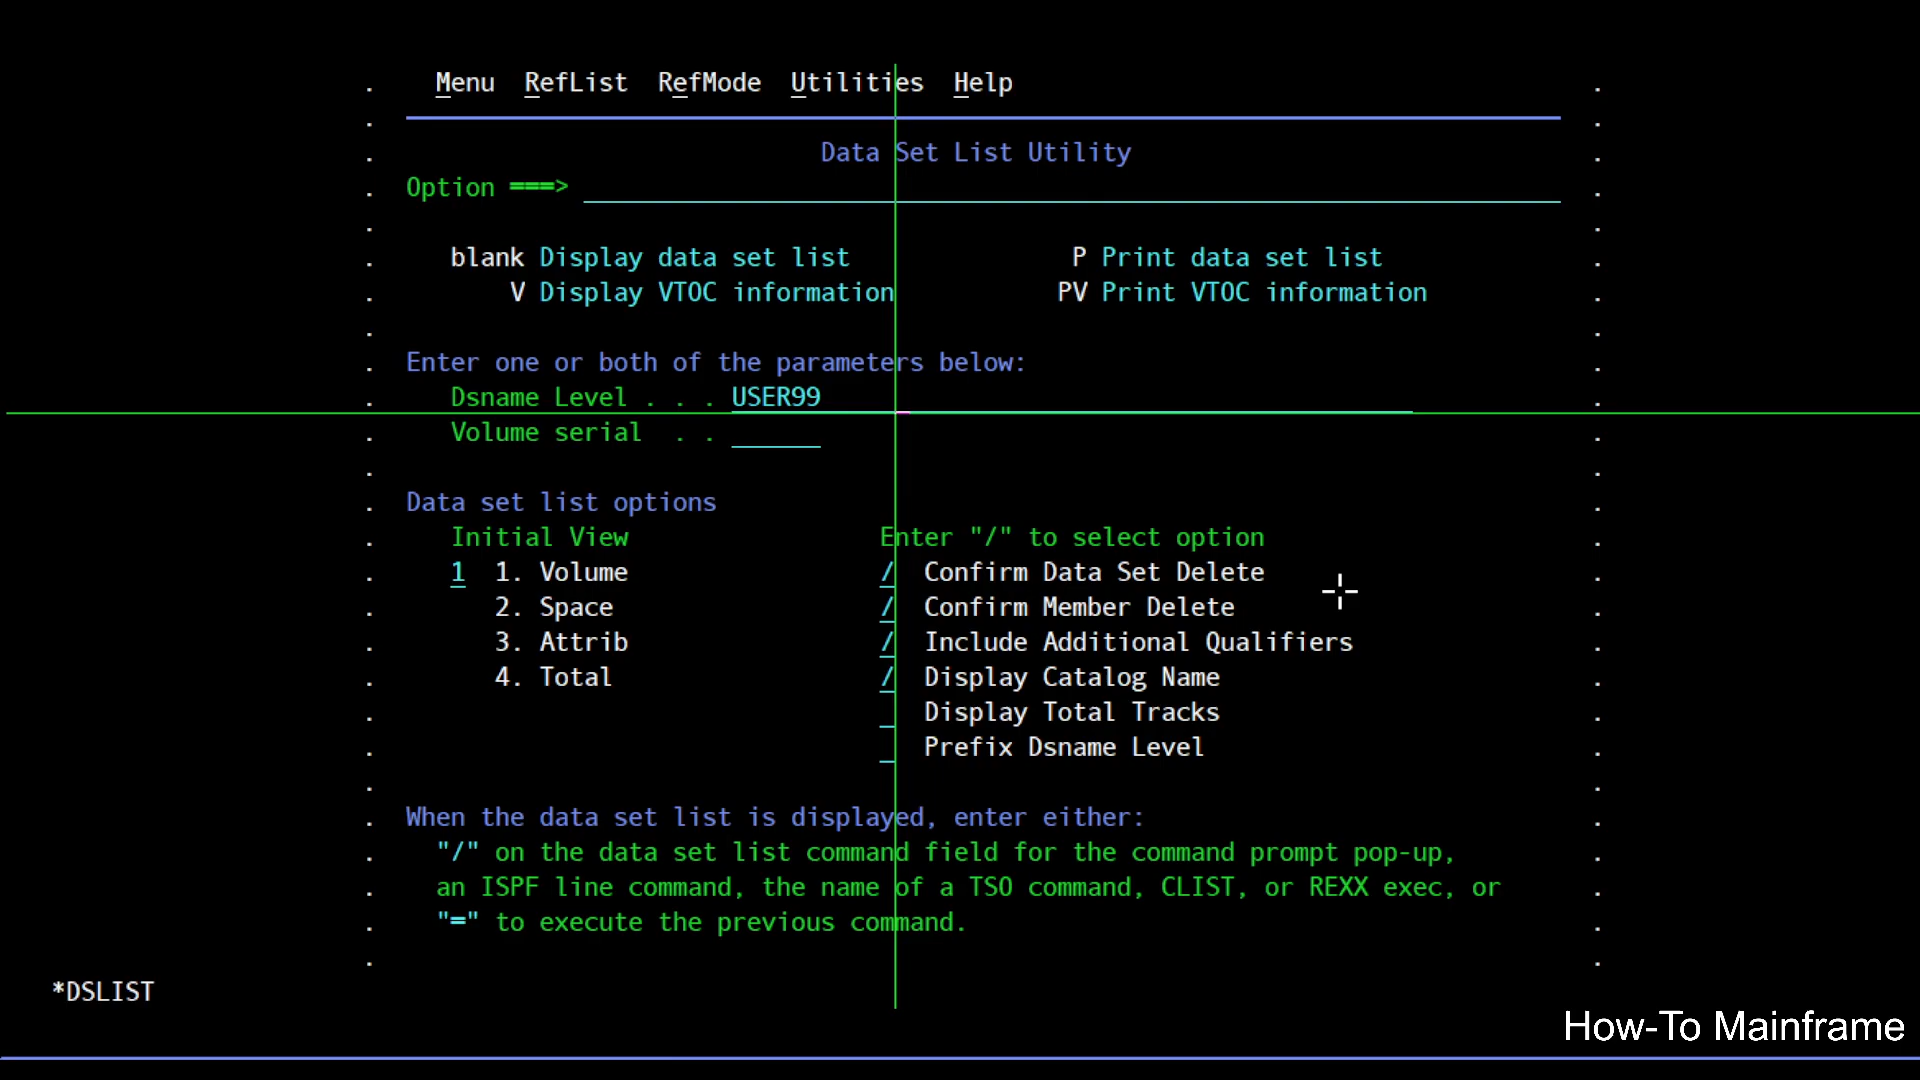 Menu RefList RefMode Utilities Help
Data Set List Utility
Option ===>
blank Display data set list P Print data set list
V Display VTOC information PV Print VTOC information
Enter one or both of the parameters below:
Dsname Level . . . USER99
Volume serial . .
Data set list options
Initial View Enter "/" to select option
1 1. Volume / Confirm Data Set Delete
2. Space / Confirm Member Delete
3. Attrib / Include Additional Qualifiers
4. Total / Display Catalog Name
_ Display Total Tracks
_ Prefix Dsname Level
When the data set list is displayed, enter either:
"/" on the data set list command field for the command prompt pop-up,
an ISPF line command, the name of a TSO command, CLIST, or REXX exec, or
"=" to execute the previous command.
*DSLIST
How-To Mainframe